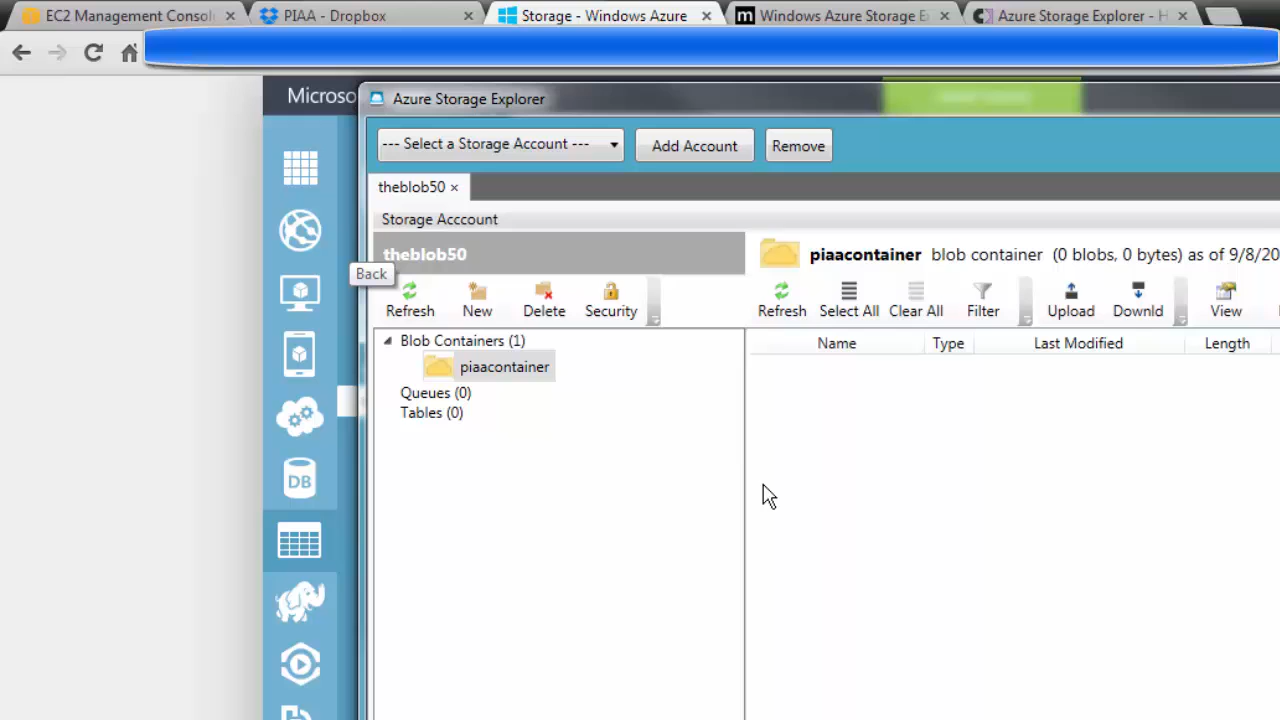 EC2 Management Consol
PIAA - Dropbox
Storage - Windows Azure
m Windows Azure Storage E
Azure Storage Explorer - H
Microso
Azure Storage Explorer
--- Select a Storage Account ---
Add Account
Remove
theblob50
Storage Acccount
theblob50
piaacontainer blob container (0 blobs, 0 bytes) as of 9/8/20
Back
Refresh New Delete Security
Refresh Select All Clear All Filter Upload Downld View
Blob Containers (1)
Name Type Last Modified Length
piaacontainer
Queues (0)
Tables (0)
DB